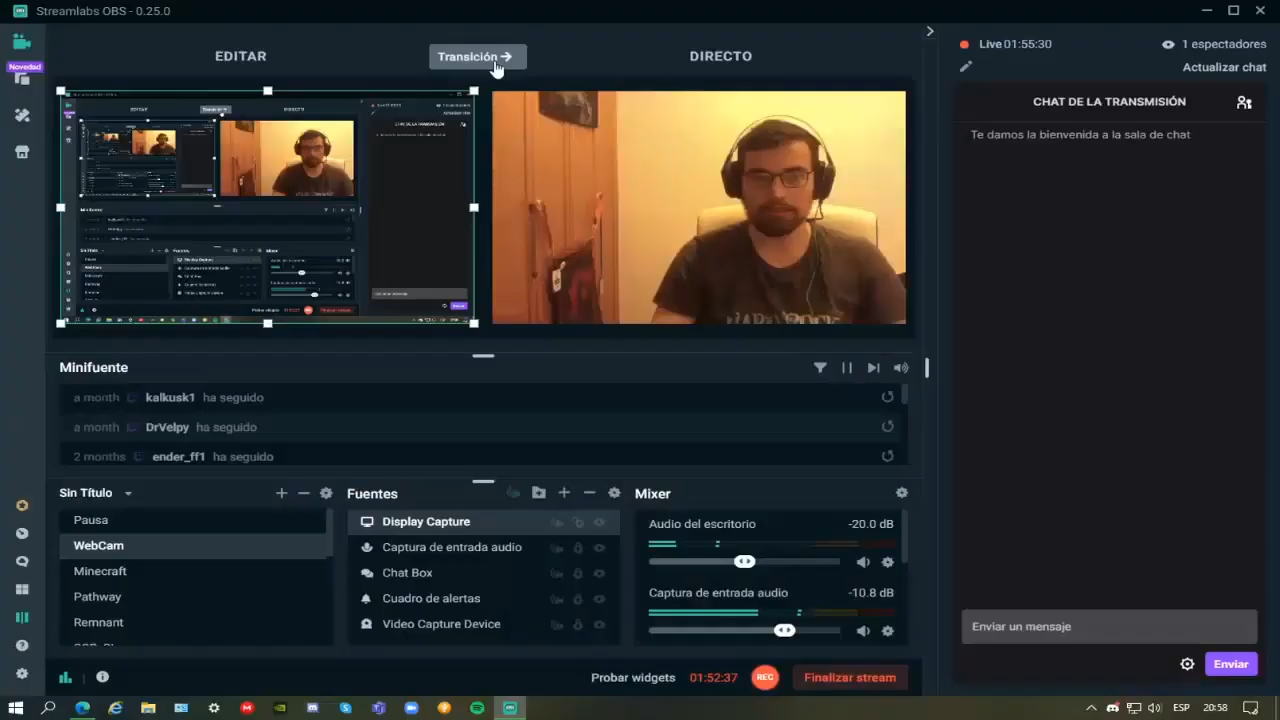 Streamlabs OBS - 0.25.0
Novedad
EDITAR
Transición
DIRECTO
Live 01:55:30
1 espectadores
Actualizar chat
CHAT DE LA TRANSMISIÓN
Te damos la bienvenida a la sala de chat
Minifuente
a month kalkusk1 ha seguido
a month DrVelpy ha seguido
2 months ender_ff1 ha seguido
Sin Título
Pausa
WebCam
Minecraft
Pathway
Remnant
Fuentes
Display Capture
Captura de entrada audio
Chat Box
Cuadro de alertas
Video Capture Device
Mixer
Audio del escritorio -20.0 dB
Captura de entrada audio -10.8 dB
Enviar un mensaje
Enviar
Probar widgets 01:52:37 REC Finalizar stream
ESP 20:58